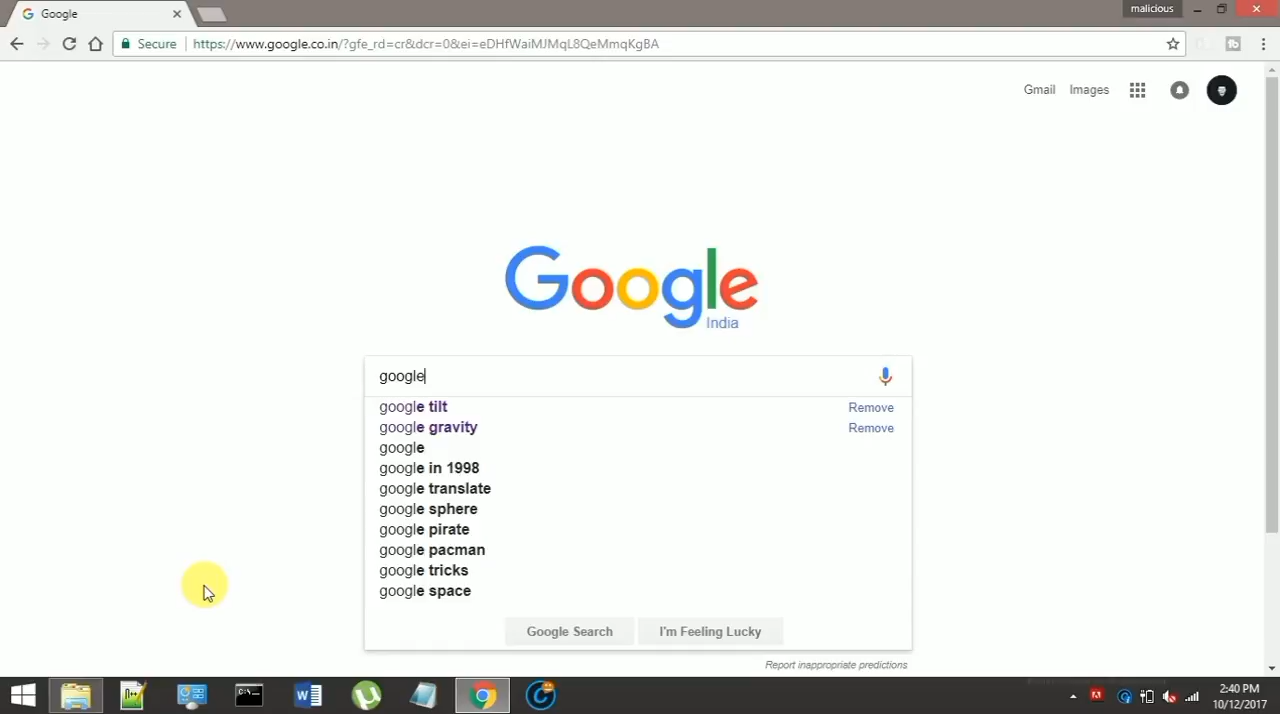 Google
malicious
Secure https://www.google.co.in/?gfe_rd=cr&dcr=0&ei=eDHfWaiMJMqL8QeMmqKgBA
Gmail Images
Google
India
google
google tilt Remove
google gravity Remove
google
google in 1998
google translate
google sphere
google pirate
google pacman
google tricks
google space
Google Search I'm Feeling Lucky
Report inappropriate predictions
2:40 PM
10/12/2017